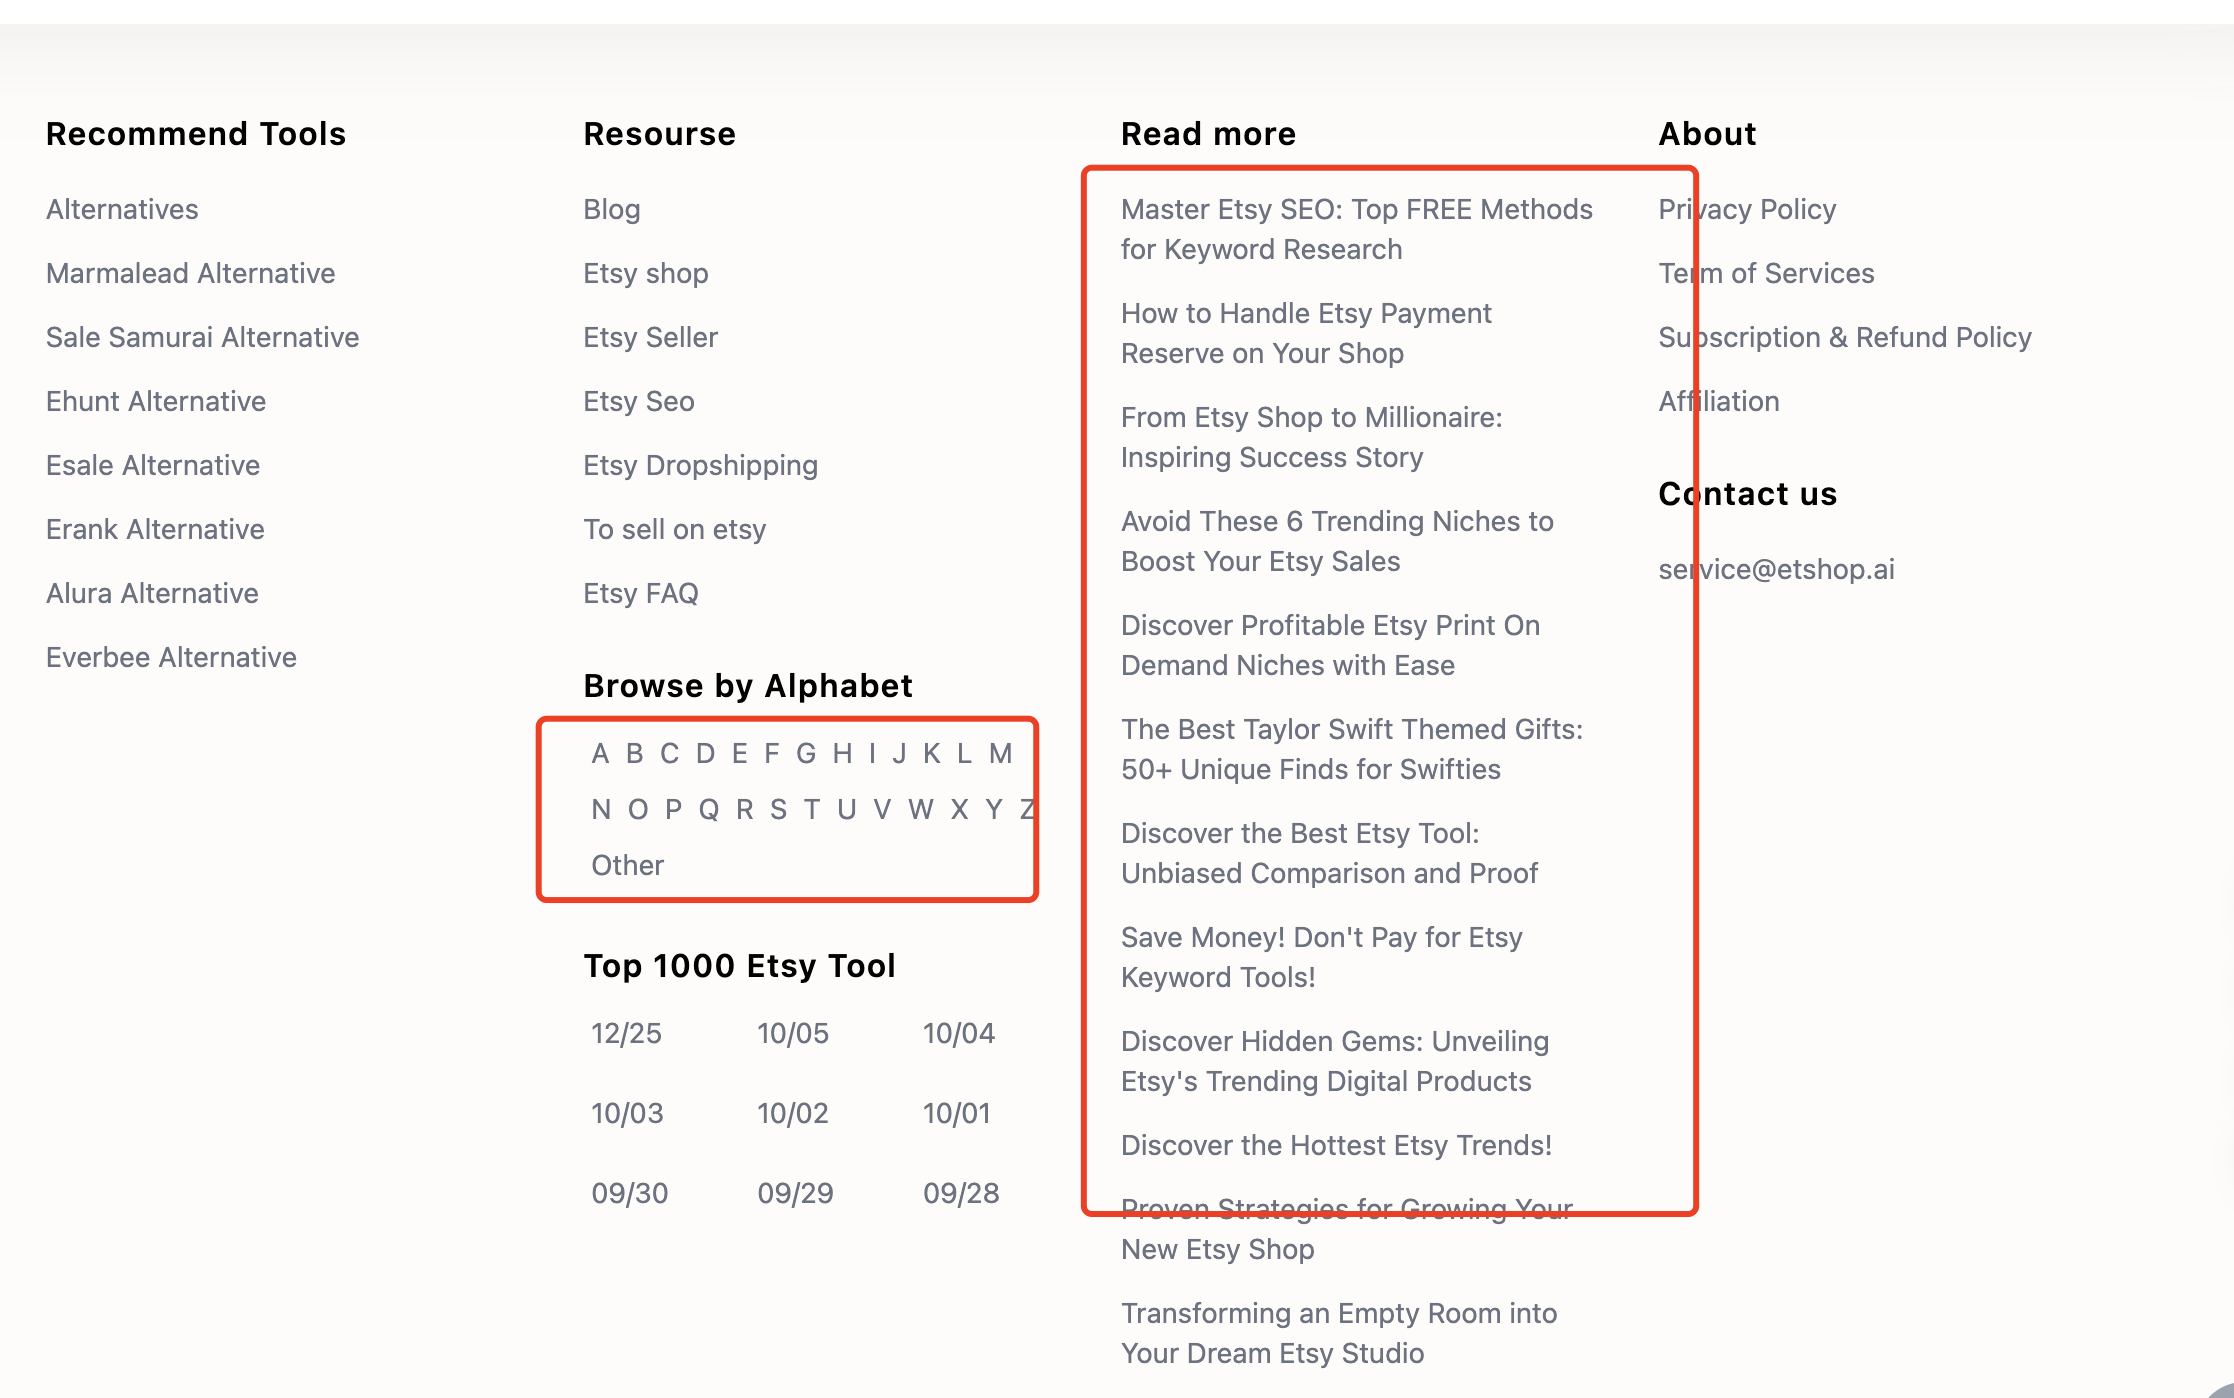 Recommend Tools
Alternatives
Marmalead Alternative
Sale Samurai Alternative
Ehunt Alternative
Esale Alternative
Erank Alternative
Alura Alternative
Everbee Alternative
Resourse
Blog
Etsy shop
Etsy Seller
Etsy Seo
Etsy Dropshipping
To sell on etsy
Etsy FAQ
Browse by Alphabet
A B C D E F G H I J K L M
N O P Q R S T U V W X Y Z
Other
Top 1000 Etsy Tool
12/25 10/05 10/04
10/03 10/02 10/01
09/30 09/29 09/28
Read more
Master Etsy SEO: Top FREE Methods
for Keyword Research
How to Handle Etsy Payment
Reserve on Your Shop
From Etsy Shop to Millionaire:
Inspiring Success Story
Avoid These 6 Trending Niches to
Boost Your Etsy Sales
Discover Profitable Etsy Print On
Demand Niches with Ease
The Best Taylor Swift Themed Gifts:
50+ Unique Finds for Swifties
Discover the Best Etsy Tool:
Unbiased Comparison and Proof
Save Money! Don't Pay for Etsy
Keyword Tools!
Discover Hidden Gems: Unveiling
Etsy's Trending Digital Products
Discover the Hottest Etsy Trends!
Proven Strategies for Growing Your
New Etsy Shop
Transforming an Empty Room into
Your Dream Etsy Studio
About
Privacy Policy
Term of Services
Subscription & Refund Policy
Affiliation
Contact us
service@etshop.ai